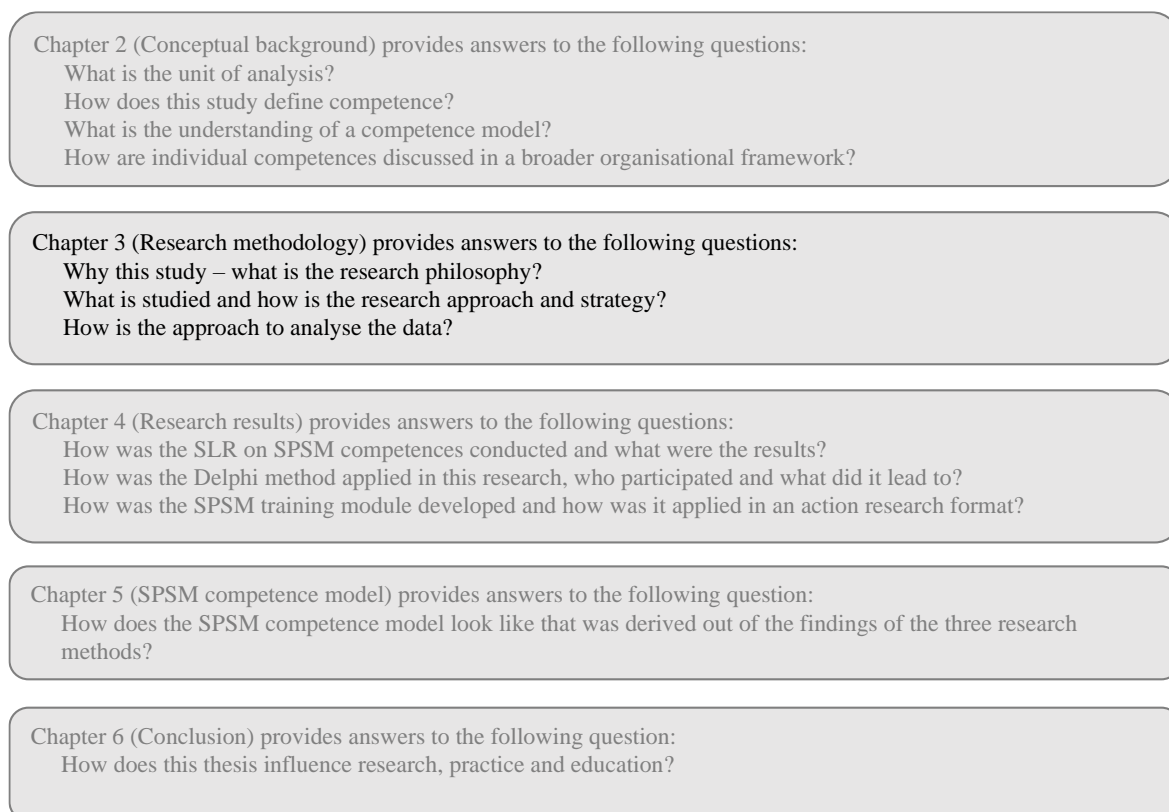 Chapter 2 (Conceptual background) provides answers to the following questions:
What is the unit of analysis?
How does this study define competence?
What is the understanding of a competence model?
How are individual competences discussed in a broader organisational framework?
Chapter 3 (Research methodology) provides answers to the following questions:
Why this study – what is the research philosophy?
What is studied and how is the research approach and strategy?
How is the approach to analyse the data?
Chapter 4 (Research results) provides answers to the following questions:
How was the SLR on SPSM competences conducted and what were the results?
How was the Delphi method applied in this research, who participated and what did it lead to?
How was the SPSM training module developed and how was it applied in an action research format?
Chapter 5 (SPSM competence model) provides answers to the following question:
How does the SPSM competence model look like that was derived out of the findings of the three research
methods?
Chapter 6 (Conclusion) provides answers to the following question:
How does this thesis influence research, practice and education?